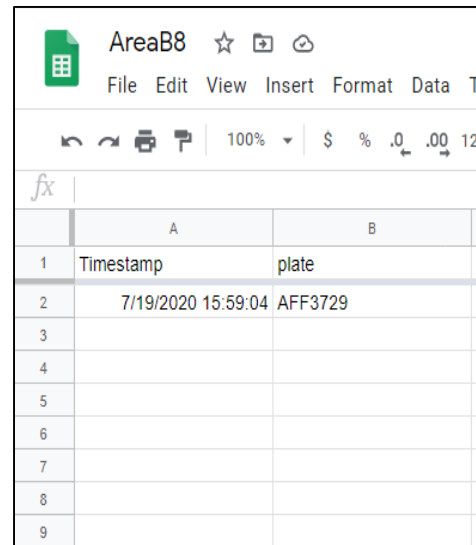 AreaB8
File Edit View Insert Format Data
100% $ % .0 .00 12
fx
A B
1 Timestamp plate
2 7/19/2020 15:59:04 AFF3729
3
4
5
6
7
8
9